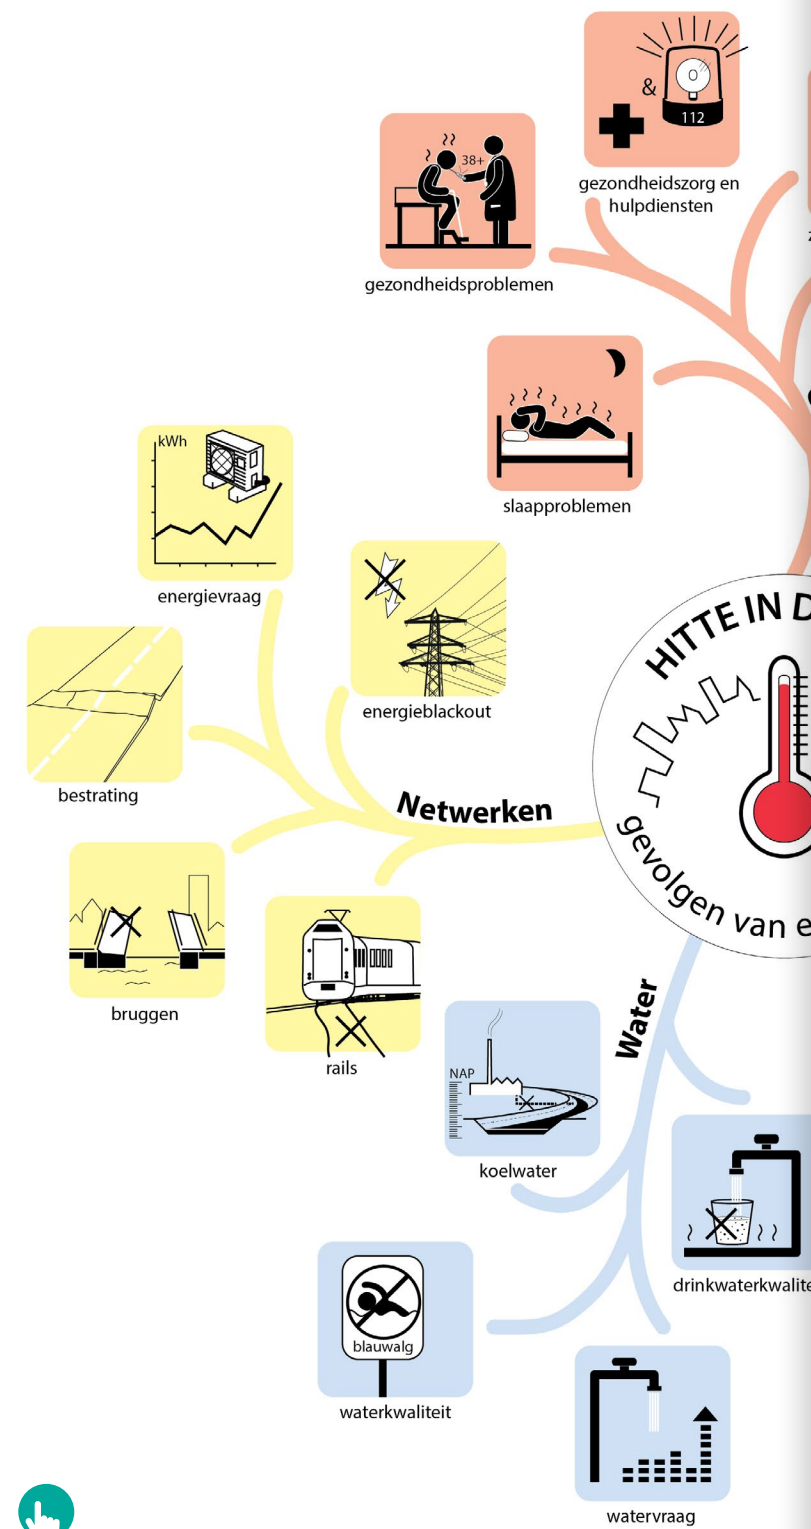 &
112
gezondheidszorg en
hulpdiensten
38+
gezondheidsproblemen
slaapproblemen
kWh
energievraag
energieblackout
bestrating
Netwerken
bruggen
rails
HITTE IN D
gevolgen van e
Water
NAP
koelwater
drinkwaterkwalite
blauwalg
waterkwaliteit
watervraag